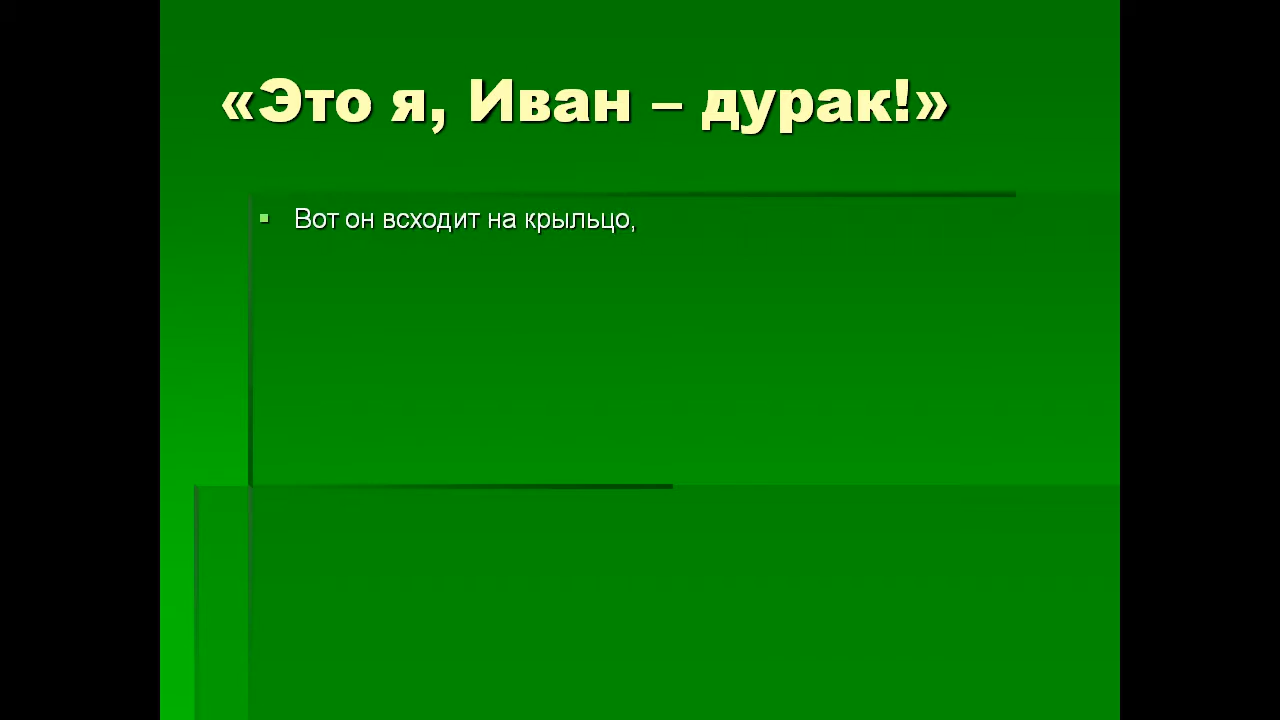 «Это я, Иван – дурак!»
Вот он всходит на крыльцо,